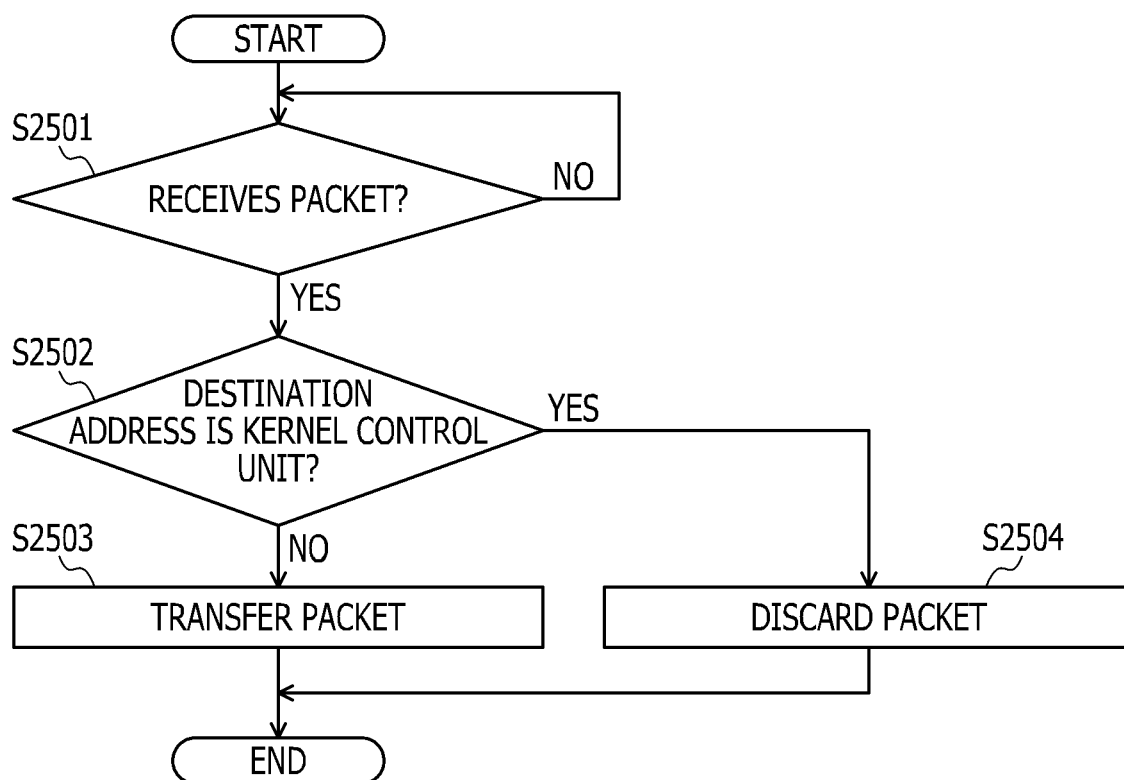 START
S2501
RECEIVES PACKET?
NO
YES
S2502
DESTINATION
ADDRESS IS KERNEL CONTROL
UNIT?
YES
NO
S2503
TRANSFER PACKET
S2504
DISCARD PACKET
END